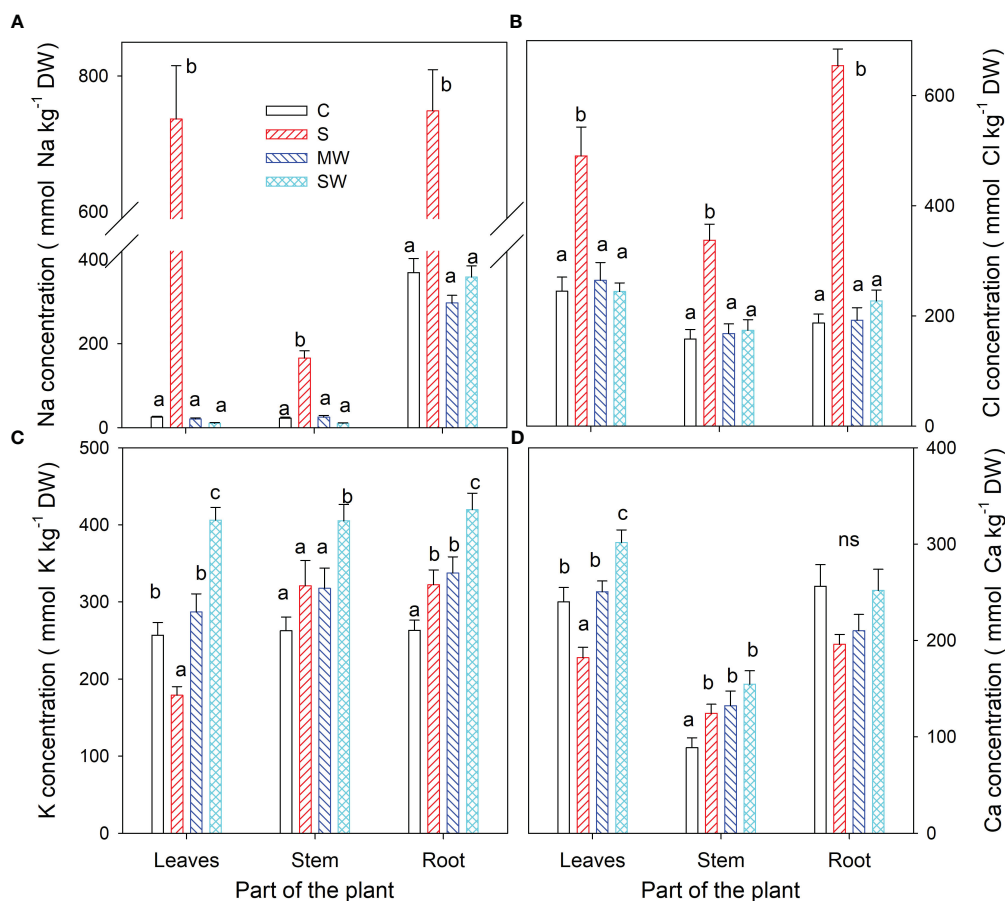 A
B
Na concentration ( mmol Na kg-1 DW)
800
600
400
200
0
b
b
C
S
MW
SW
a
a
a
a
b
a
a
a
a
a
Cl concentration ( mmol Cl kg-1 DW)
600
400
200
0
b
b
b
a
a
a
a
a
a
a
a
a
C
K concentration ( mmol K kg-1 DW)
500
400
300
200
100
0
b
a
b
c
a
a
a
b
a
b
b
c
Leaves
Stem
Root
Part of the plant
D
Ca concentration ( mmol Ca kg-1 DW)
400
300
200
100
0
b
a
b
c
a
b
b
b
ns
Leaves
Stem
Root
Part of the plant